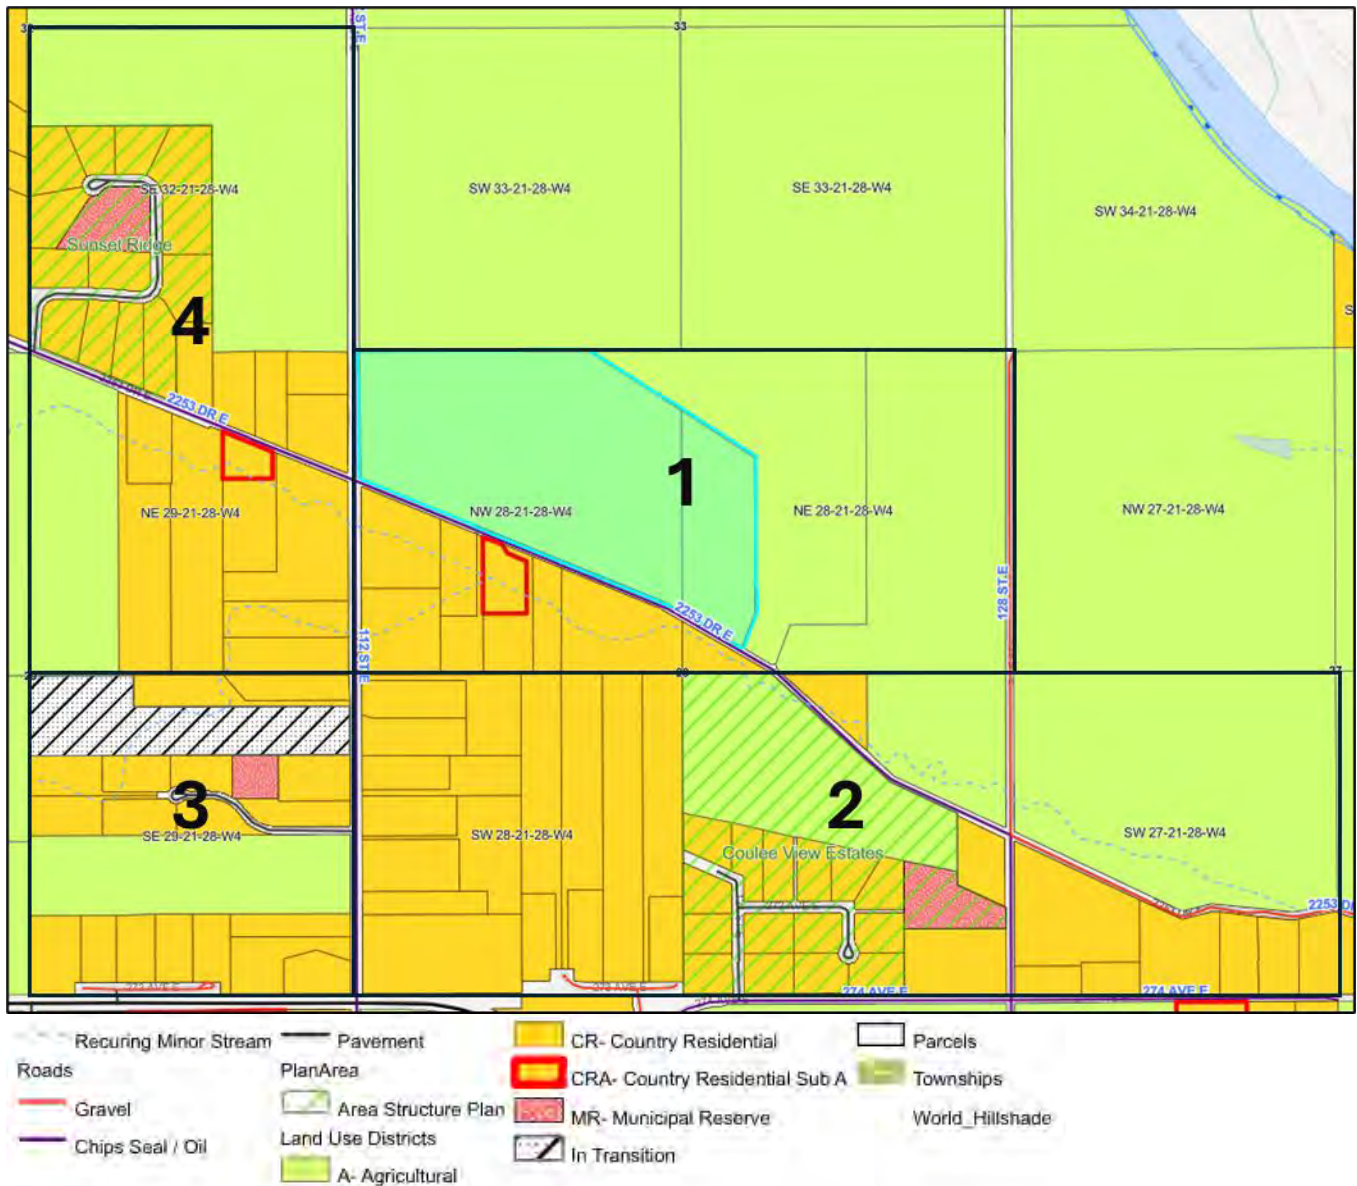 33
SE 32-21-28-W4
SW 33-21-28-W4
SE 33-21-28-W4
SW 34-21-28-W4
Sunset Ridge
4
2253 DR E
1
NE 29-21-28-W4
NW 28-21-28-W4
NE 28-21-28-W4
NW 27-21-28-W4
128 ST E
2253 DR E
112 ST E
27
3
2
SE 29-21-28-W4
SW 28-21-28-W4
Coulee View Estates
SW 27-21-28-W4
2253 DR
272 AVE E
274 AVE E
274 AVE E
Recuring Minor Stream
Roads
Gravel
Chips Seal / Oil
Pavement
PlanArea
Area Structure Plan
Land Use Districts
A- Agricultural
CR- Country Residential
CRA- Country Residential Sub A
MR- Municipal Reserve
In Transition
Parcels
Townships
World_Hillshade